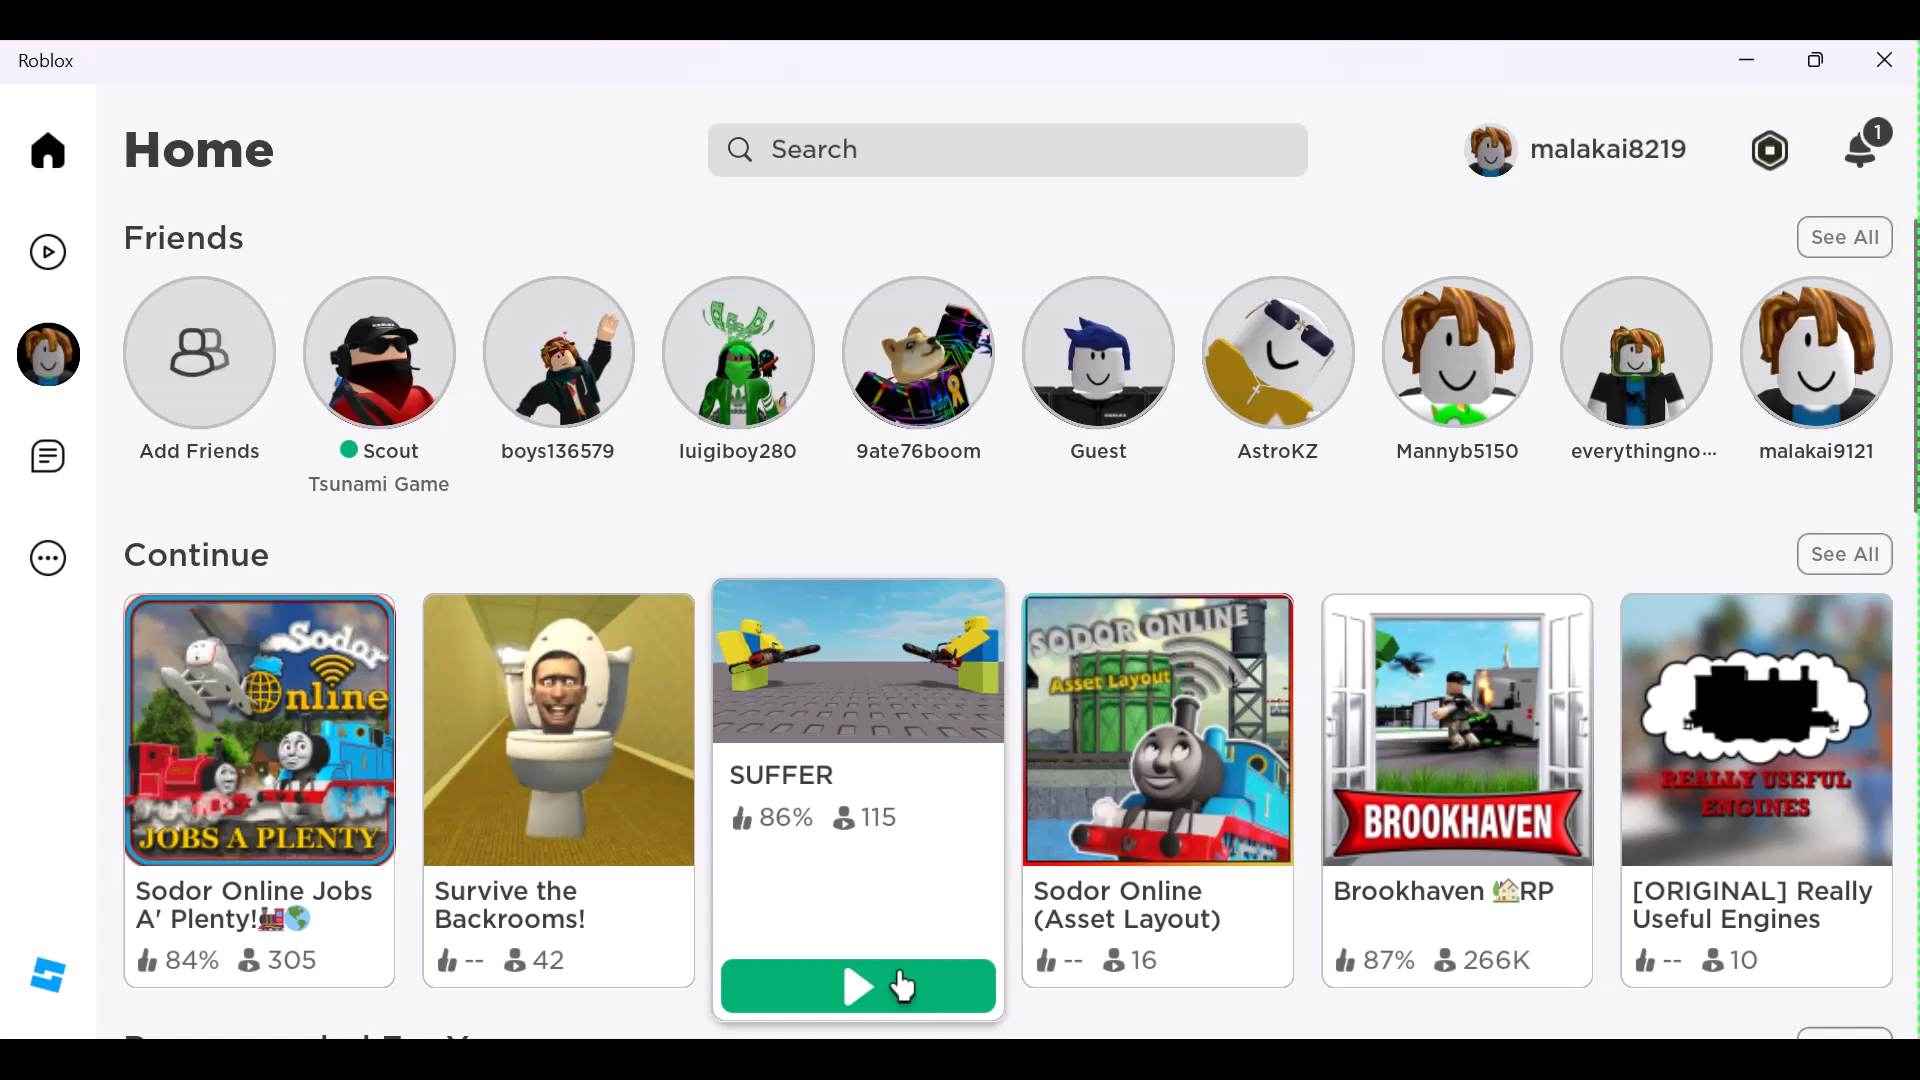 Roblox
Home
Search
malakai8219
1
Friends
See All
Add Friends
Scout
boys136579
luigiboy280
9ate76boom
Guest
AstroKZ
Mannyb5150
everythingno...
malakai9121
Tsunami Game
Continue
See All
Sodor
Online
JOBS A PLENTY
SODOR ONLINE
Asset Layout
BROOKHAVEN
REALLY USEFUL
ENGINES
Sodor Online Jobs
A' Plenty!🚂🌎
84% 305
Survive the
Backrooms!
-- 42
SUFFER
86% 115
Sodor Online
(Asset Layout)
-- 16
Brookhaven 🏡RP
87% 266K
[ORIGINAL] Really
Useful Engines
-- 10